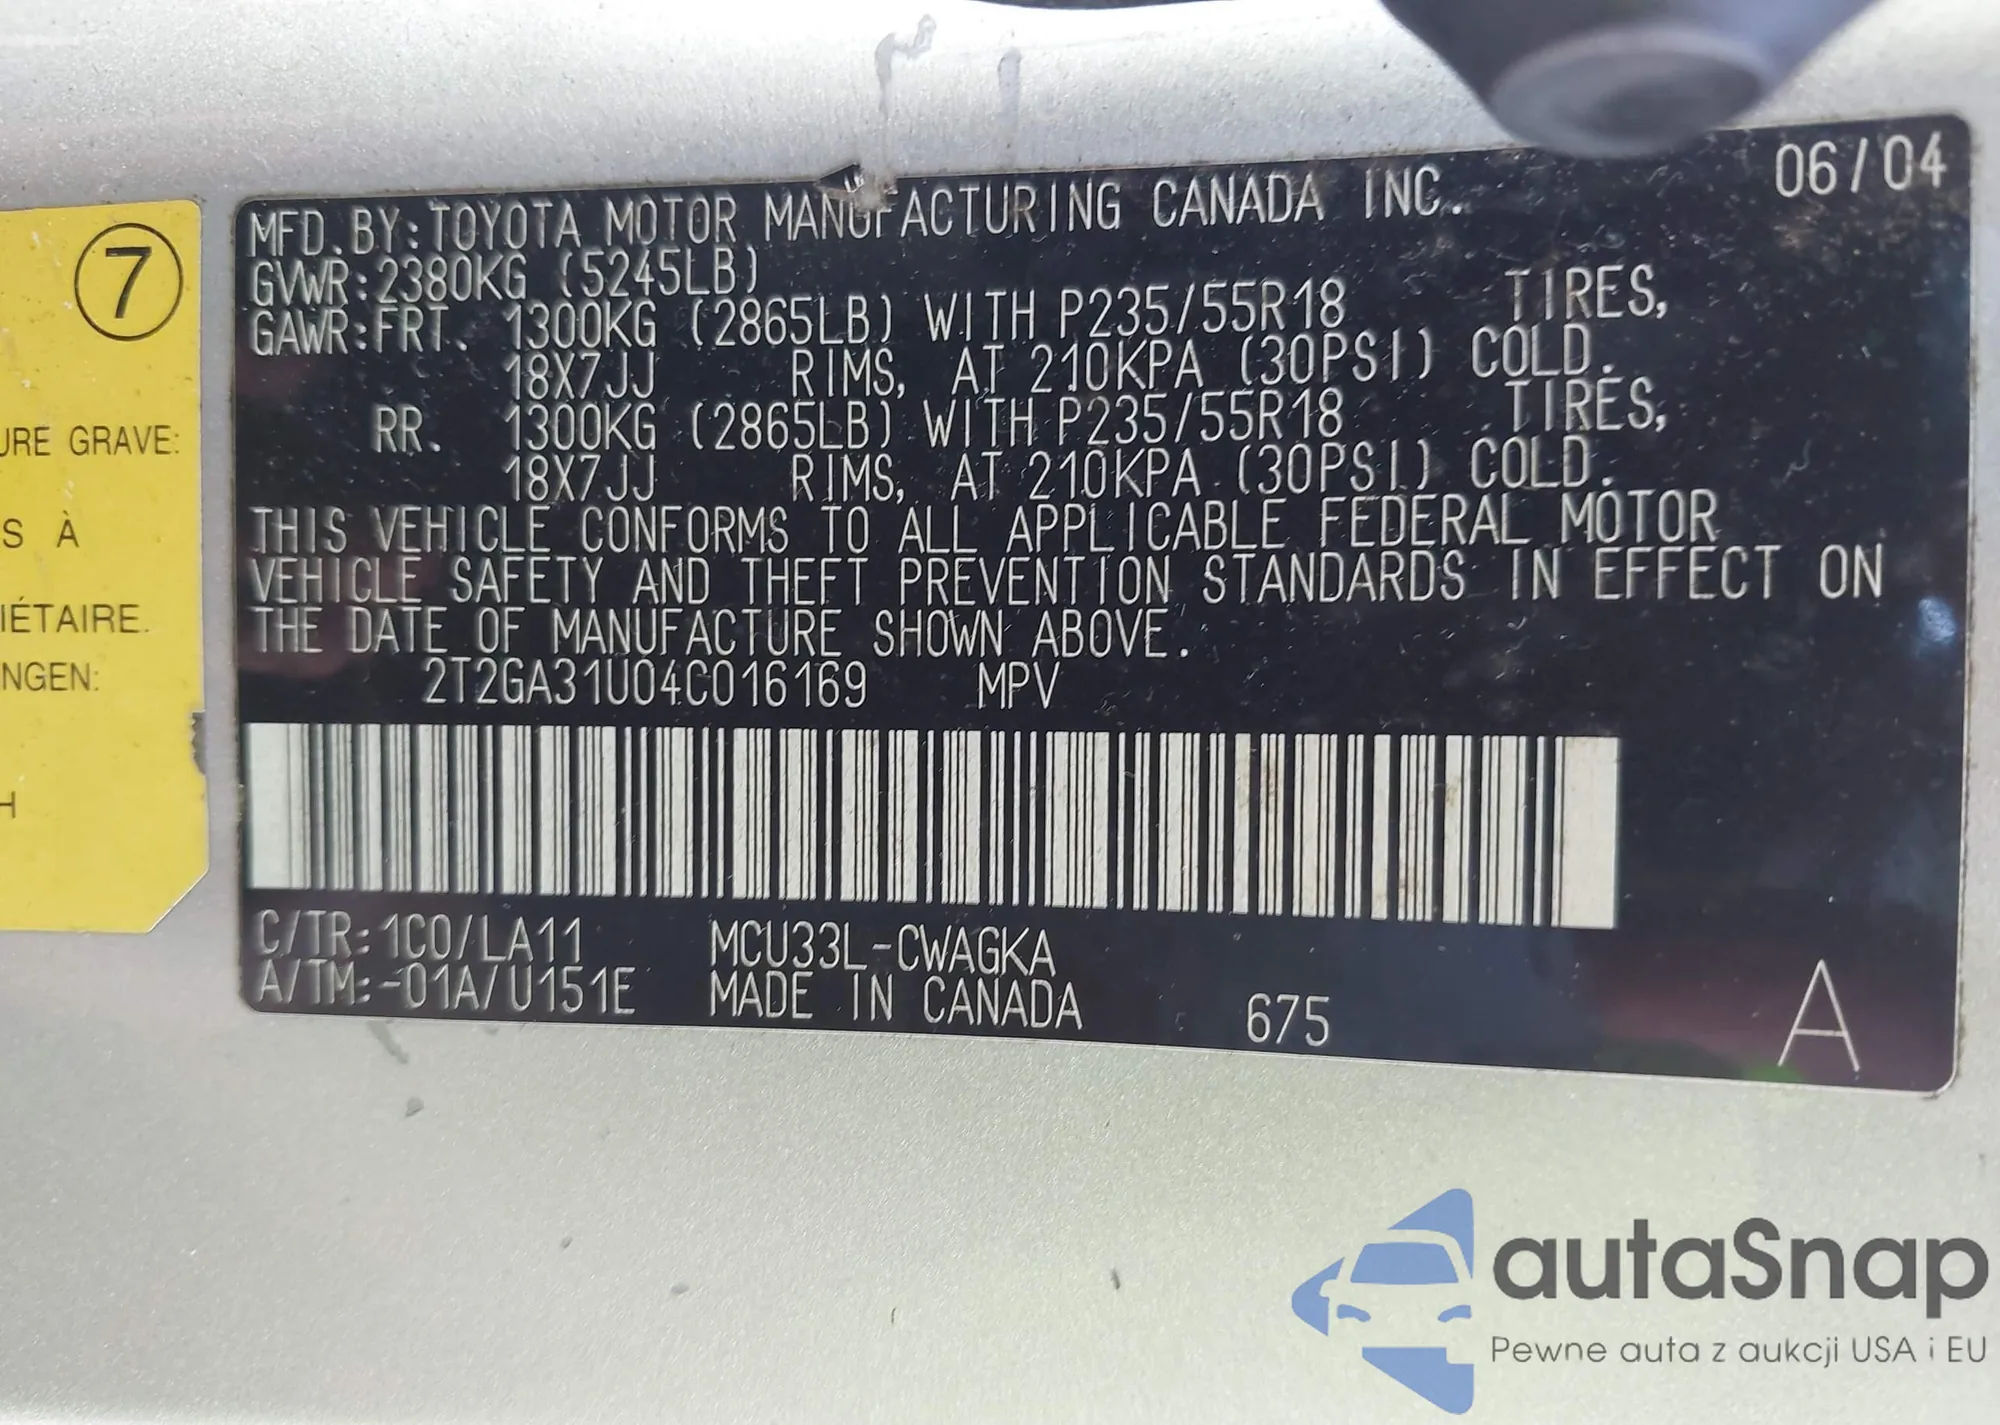 06/04
MFD.BY:TOYOTA MOTOR MANUFACTURING CANADA INC.
GVWR:2380KG (5245LB)
GAWR:FRT. 1300KG (2865LB) WITH P235/55R18 TIRES,
18X7JJ RIMS, AT 210KPA (30PSI) COLD.
RR. 1300KG (2865LB) WITH P235/55R18 TIRES,
18X7JJ RIMS, AT 210KPA (30PSI) COLD.
THIS VEHICLE CONFORMS TO ALL APPLICABLE FEDERAL MOTOR
VEHICLE SAFETY AND THEFT PREVENTION STANDARDS IN EFFECT ON
THE DATE OF MANUFACTURE SHOWN ABOVE.
2T2GA31U04C016169 MPV
C/TR:1C0/LA11 MCU33L-CWAGKA
A/TM:-01A/U151E MADE IN CANADA 675 A
7
URE GRAVE:
S À
IÉTAIRE.
NGEN:
H
autaSnap
Pewne auta z aukcji USA i EU